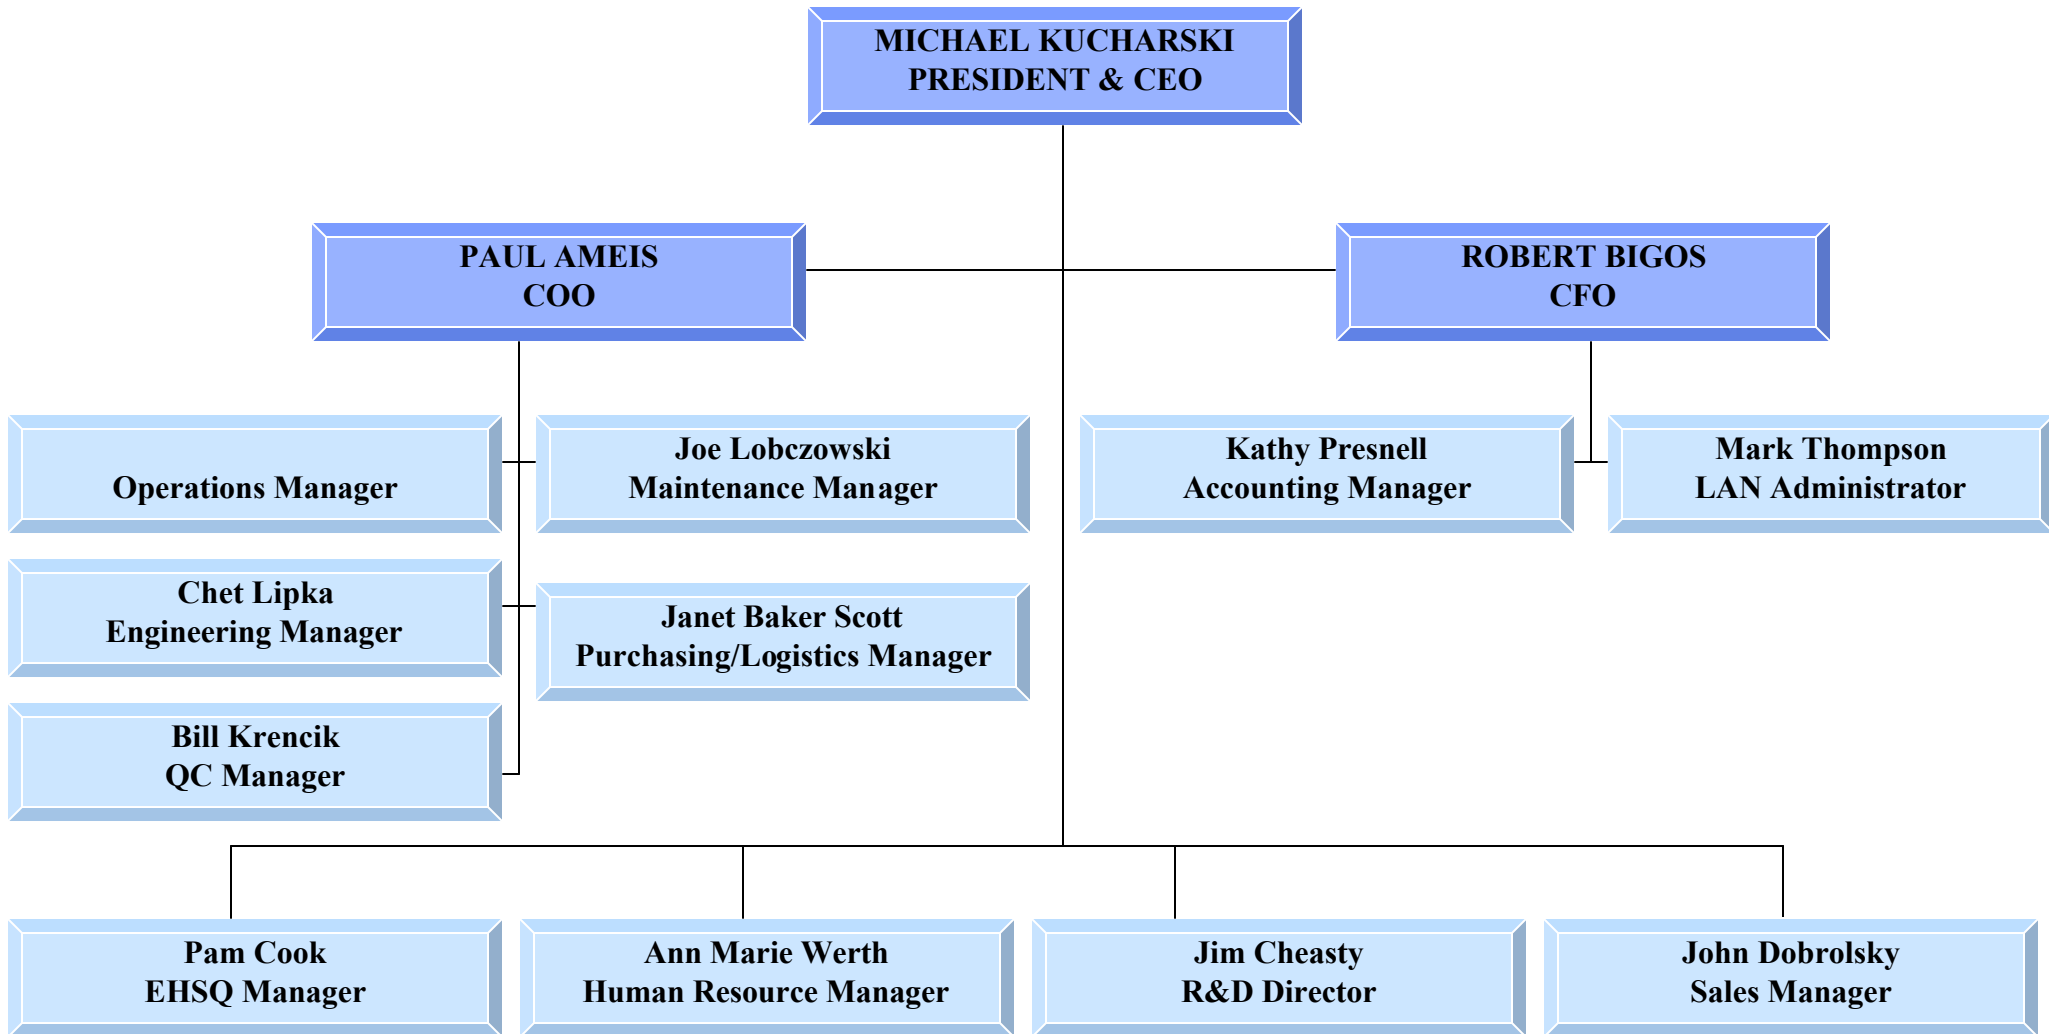 MICHAEL KUCHARSKI
PRESIDENT & CEO
PAUL AMEIS
COO
ROBERT BIGOS
CFO
Operations Manager
Joe Lobczowski
Maintenance Manager
Kathy Presnell
Accounting Manager
Mark Thompson
LAN Administrator
Chet Lipka
Engineering Manager
Janet Baker Scott
Purchasing/Logistics Manager
Bill Krencik
QC Manager
Pam Cook
EHSQ Manager
Ann Marie Werth
Human Resource Manager
Jim Cheasty
R&D Director
John Dobrolsky
Sales Manager